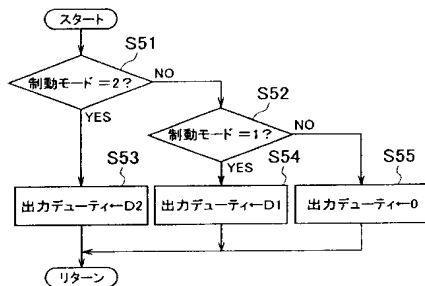 スタート
S51
制動モード=2?
NO
YES
S52
制動モード=1?
NO
YES
S53
出力デューティ←D2
S54
出力デューティ←D1
S55
出力デューティ←0
リターン